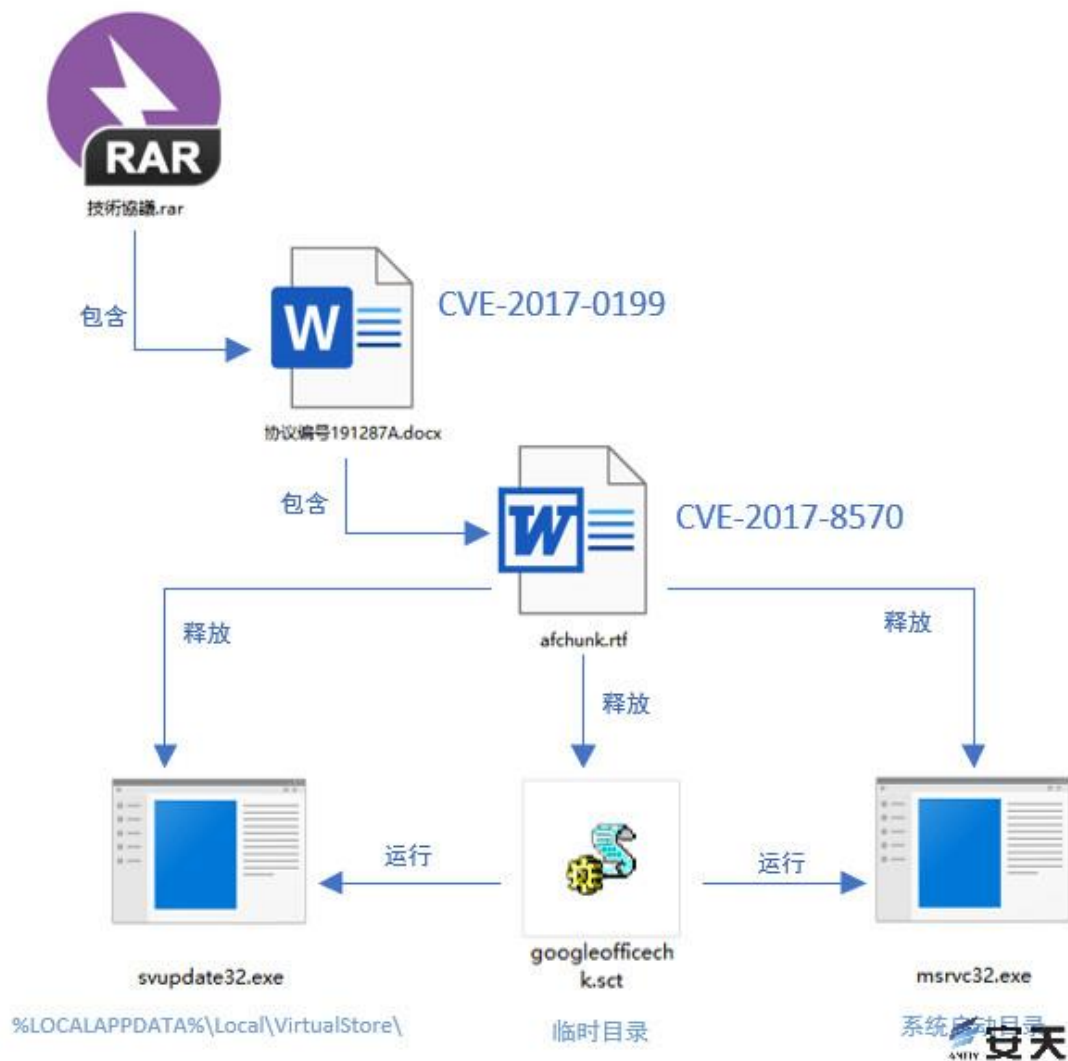 RAR
技術協議.rar
包含
W
CVE-2017-0199
协议编号191287A.docx
包含
W
CVE-2017-8570
afchunk.rtf
释放
释放
释放
运行
运行
svupdate32.exe
googleofficech
k.sct
msrvc32.exe
%LOCALAPPDATA%\Local\VirtualStore\
临时目录
系统启动目录
安天